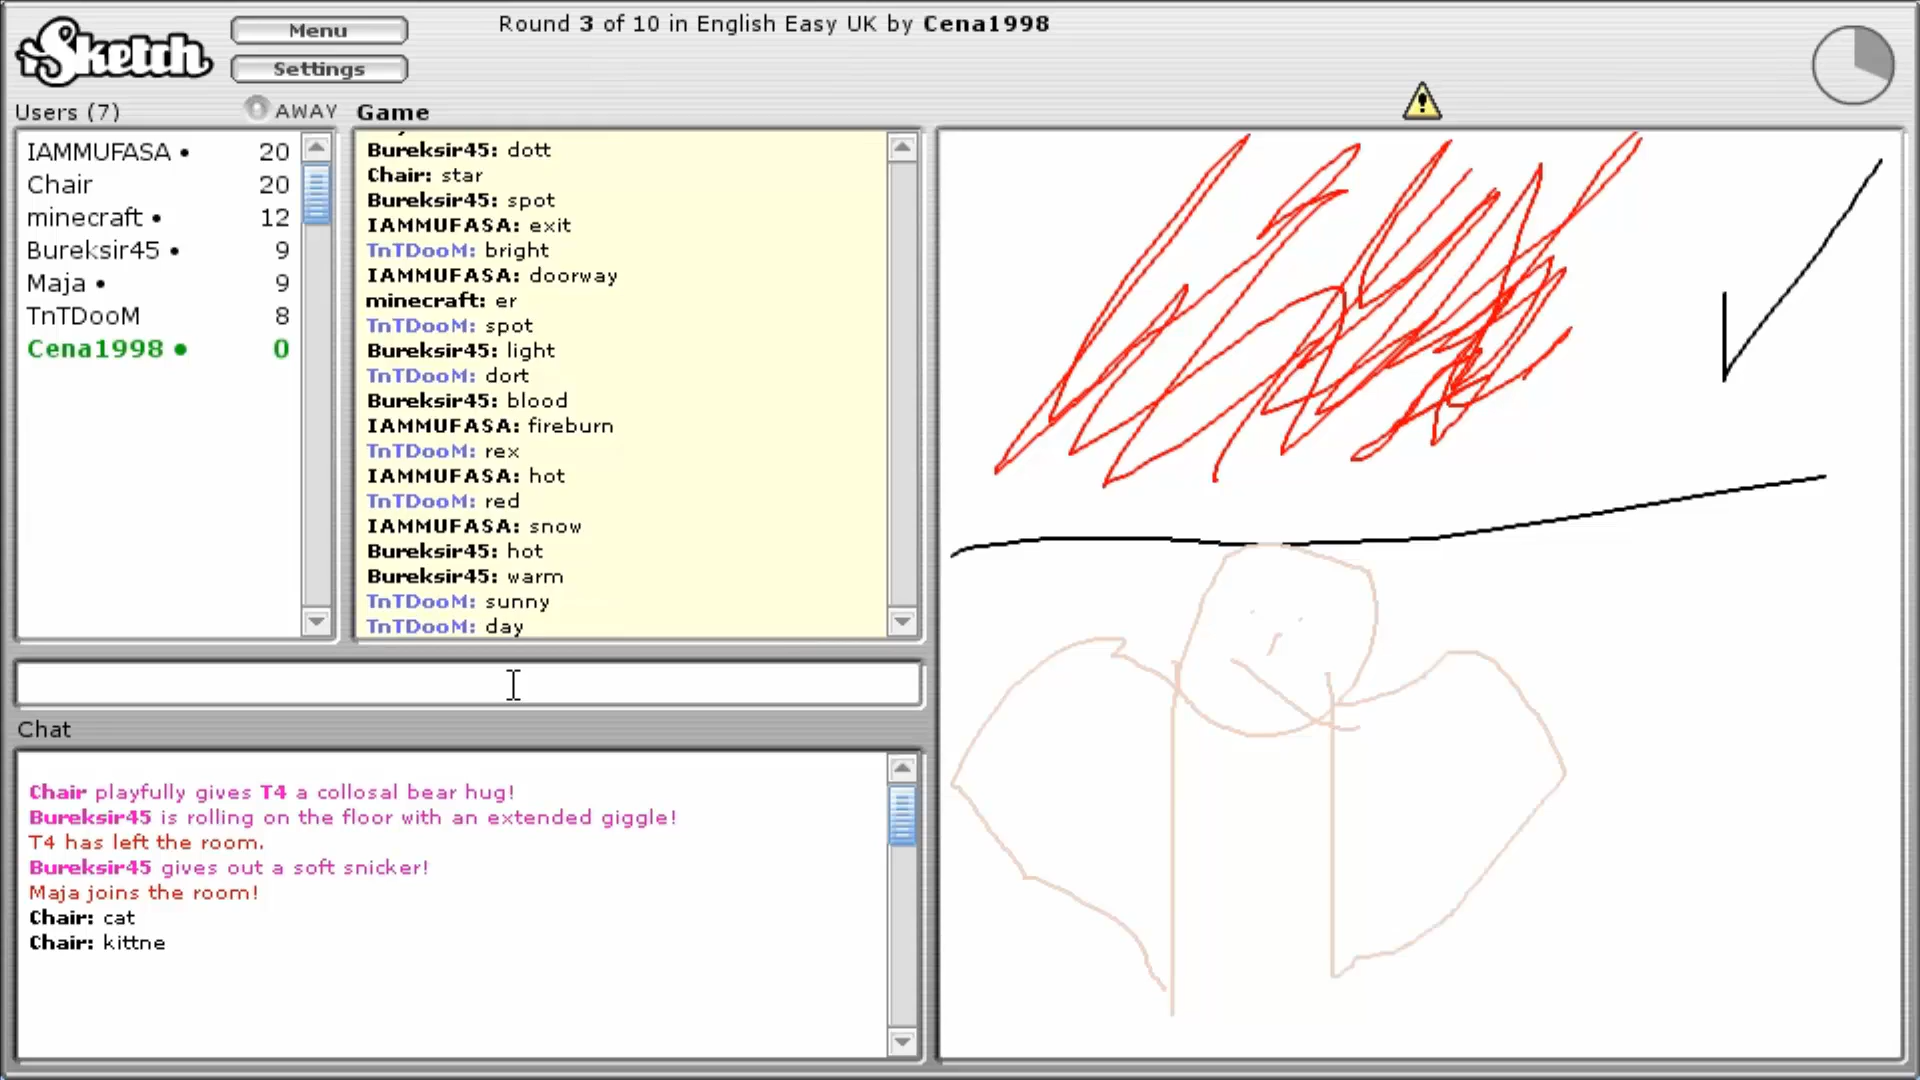 iSketch
Menu
Settings
Round 3 of 10 in English Easy UK by Cena1998
Users (7)
AWAY
IAMMUFASA • 20
Chair 20
minecraft • 12
Bureksir45 • 9
Maja • 9
TnTDooM 8
Cena1998 • 0
Game
Bureksir45: dott
Chair: star
Bureksir45: spot
IAMMUFASA: exit
TnTDooM: bright
IAMMUFASA: doorway
minecraft: er
TnTDooM: spot
Bureksir45: light
TnTDooM: dort
Bureksir45: blood
IAMMUFASA: fireburn
TnTDooM: rex
IAMMUFASA: hot
TnTDooM: red
IAMMUFASA: snow
Bureksir45: hot
Bureksir45: warm
TnTDooM: sunny
TnTDooM: day
Chat
Chair playfully gives T4 a collosal bear hug!
Bureksir45 is rolling on the floor with an extended giggle!
T4 has left the room.
Bureksir45 gives out a soft snicker!
Maja joins the room!
Chair: cat
Chair: kittne